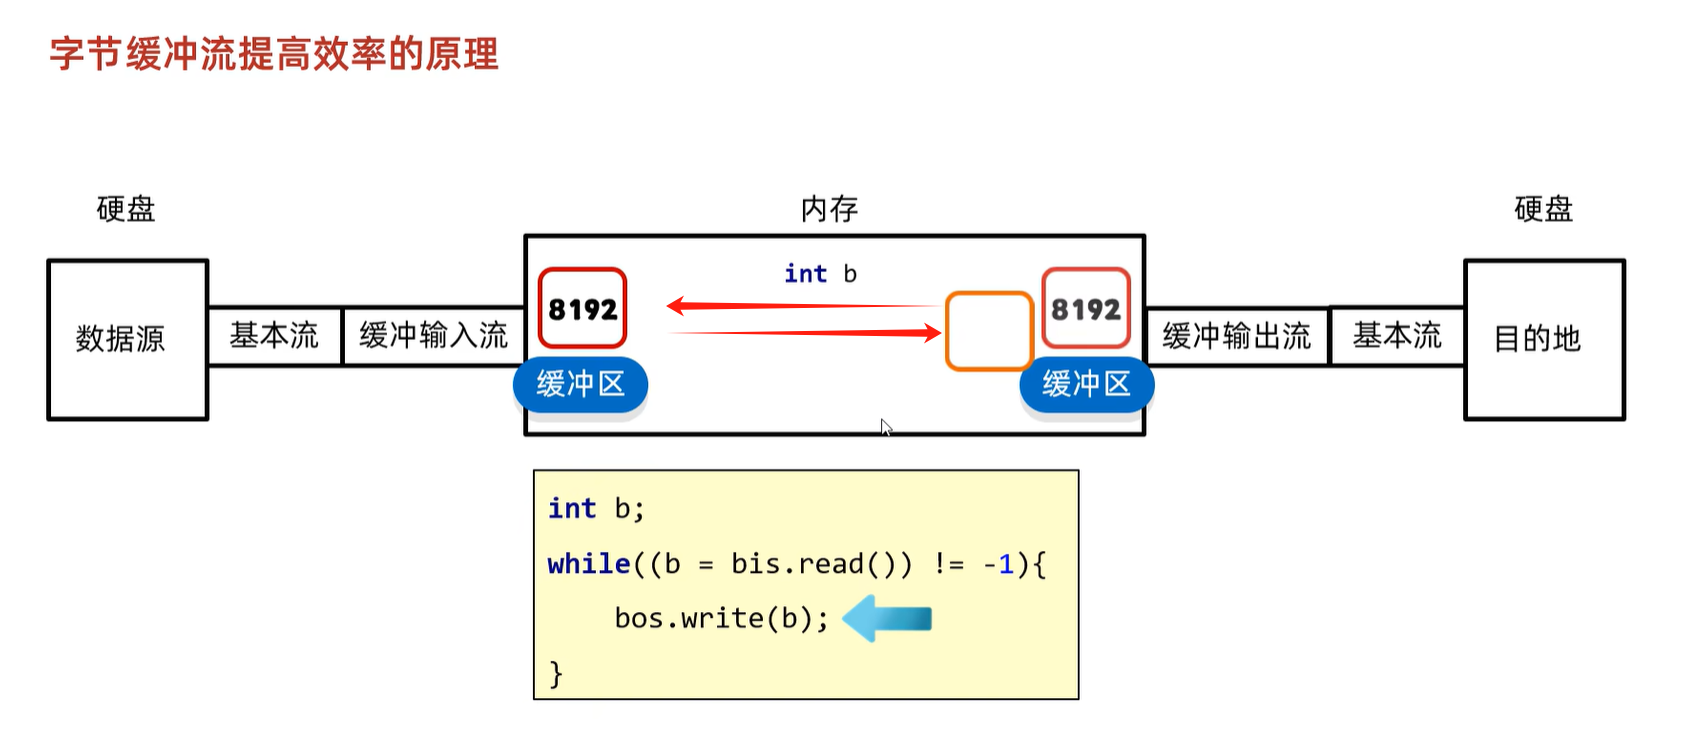 字节缓冲流提高效率的原理
硬盘
内存
硬盘
int b
数据源
基本流
缓冲输入流
8192
8192
缓冲输出流
基本流
目的地
缓冲区
缓冲区
int b;
while((b = bis.read()) != -1){
bos.write(b);
}